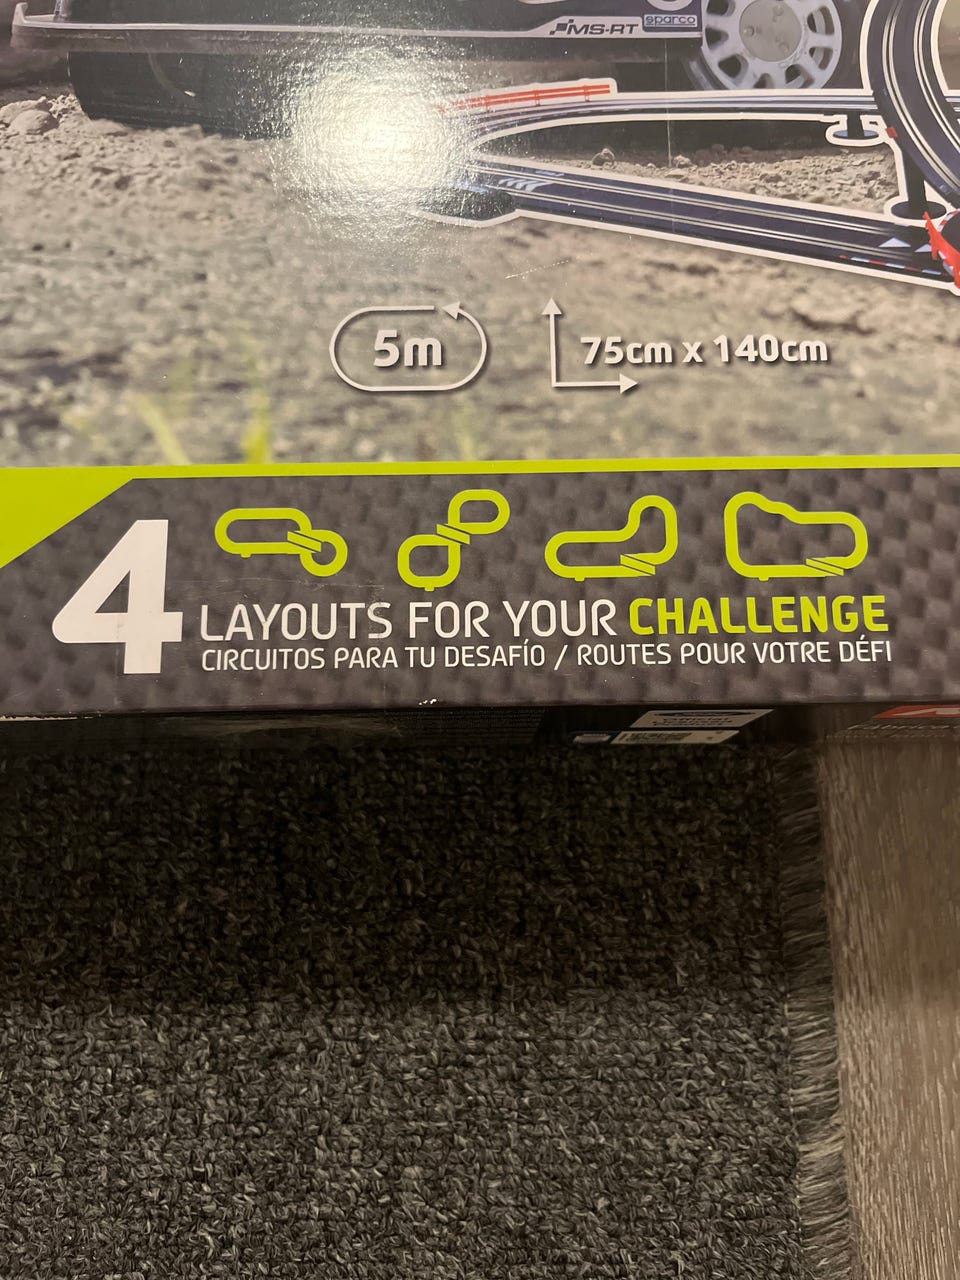 MS-RT
sparco
5m
75cm x 140cm
4
LAYOUTS FOR YOUR CHALLENGE
CIRCUITOS PARA TU DESAFÍO / ROUTES POUR VOTRE DÉFI